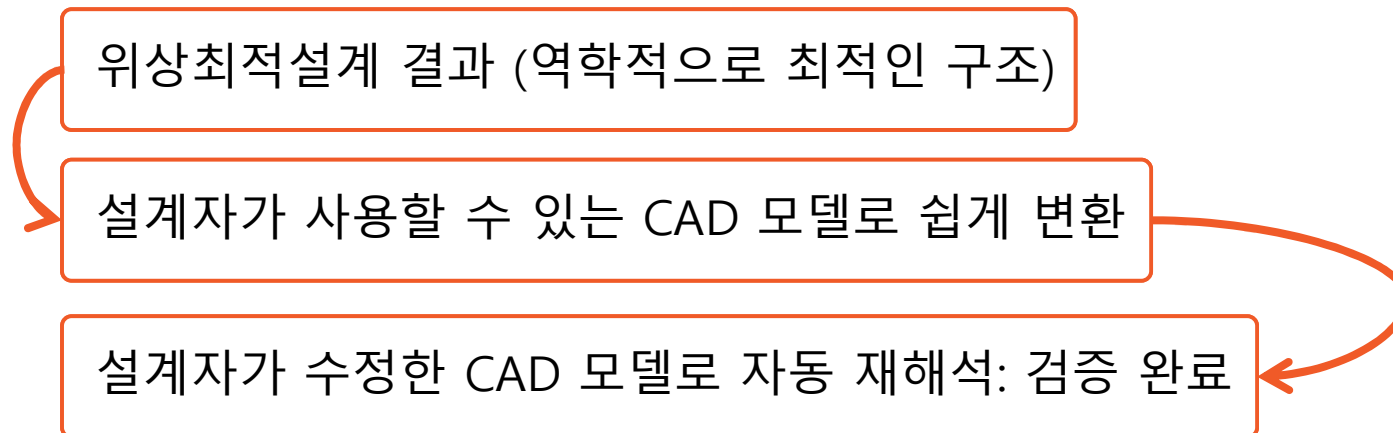 위상최적설계 결과 (역학적으로 최적인 구조)
설계자가 사용할 수 있는 CAD 모델로 쉽게 변환
설계자가 수정한 CAD 모델로 자동 재해석: 검증 완료